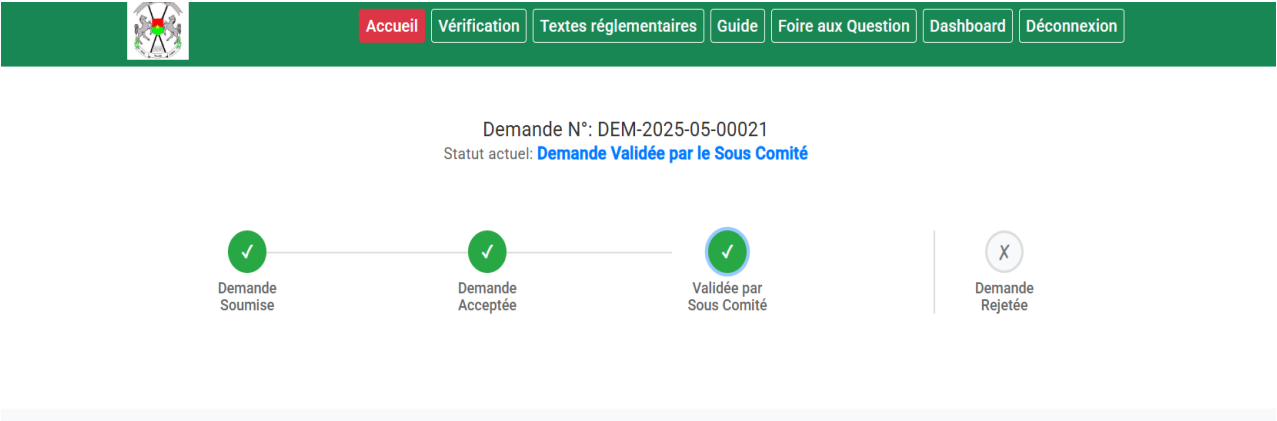 Accueil Vérification Textes réglementaires Guide Foire aux Question Dashboard Déconnexion
Demande N°: DEM-2025-05-00021
Statut actuel: Demande Validée par le Sous Comité
✓ ✓ ✓ X
Demande Soumise
Demande Acceptée
Validée par Sous Comité
Demande Rejetée